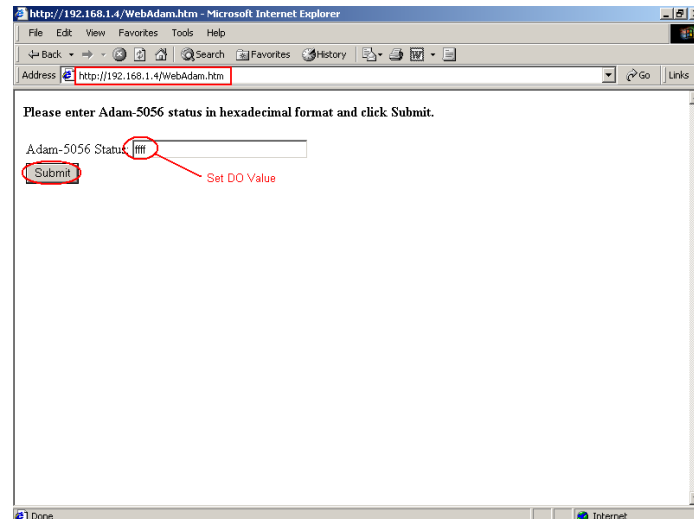 http://192.168.1.4/WebAdam.htm - Microsoft Internet Explorer
File Edit View Favorites Tools Help
Back Search Favorites History
Address http://192.168.1.4/WebAdam.htm Go Links
Please enter Adam-5056 status in hexadecimal format and click Submit.
Adam-5056 Status: ffff
Submit
Set DO Value
Done Internet